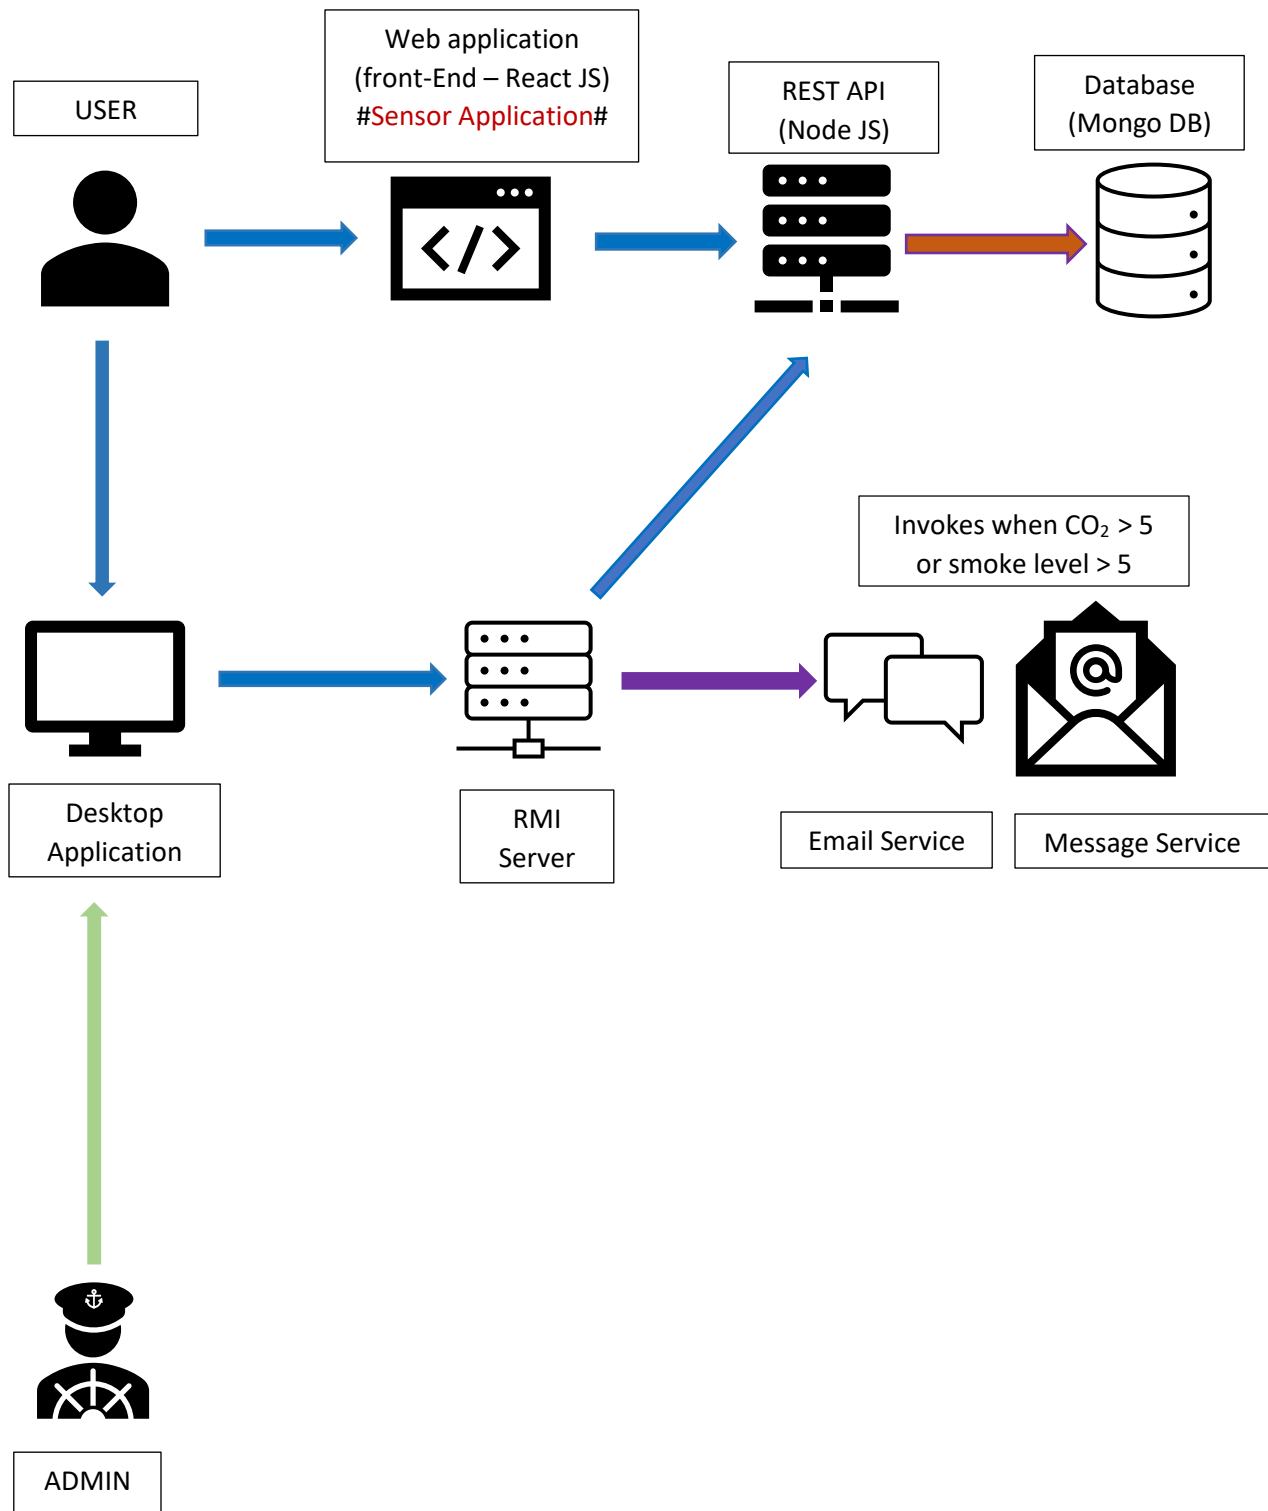 Web application
(front-End – React JS)
#Sensor Application#
USER
REST API
(Node JS)
Database
(Mongo DB)
Invokes when CO₂ > 5
or smoke level > 5
@
Desktop
Application
RMI
Server
Email Service
Message Service
ADMIN